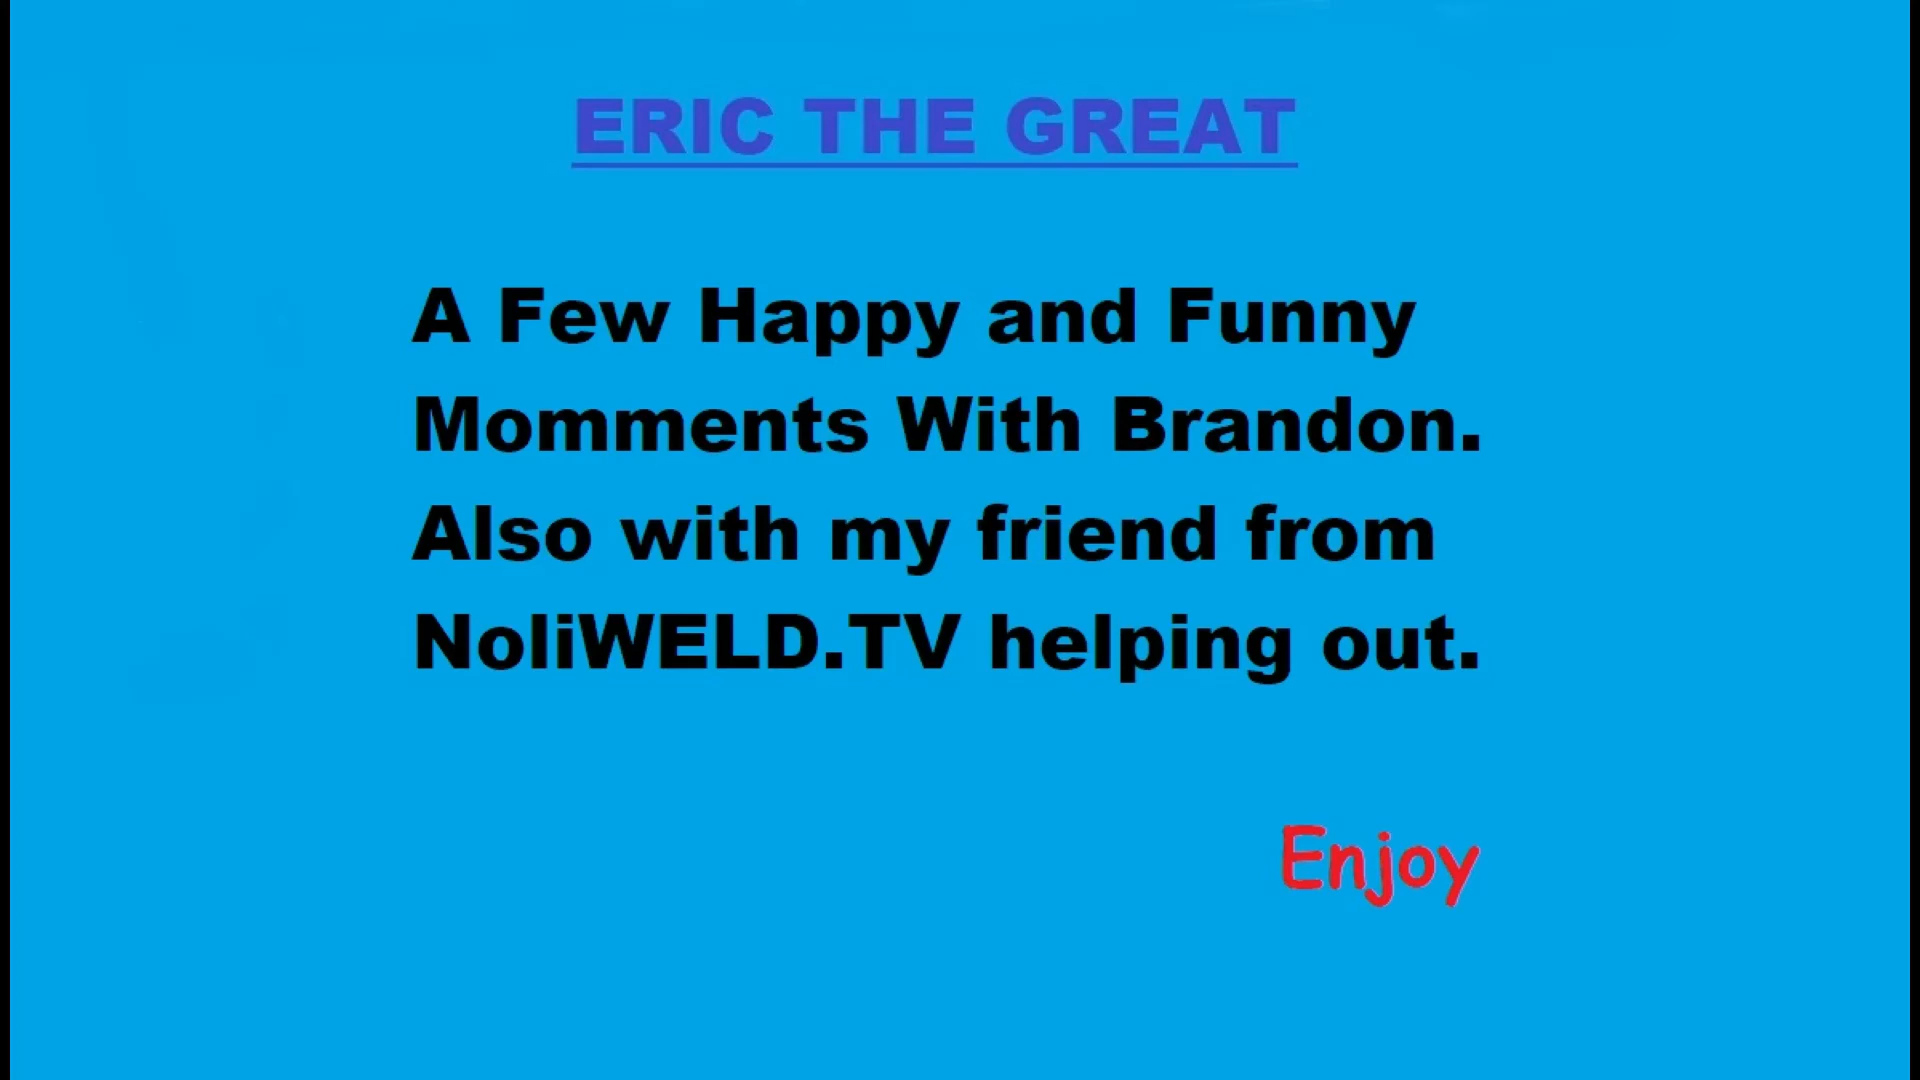 ERIC THE GREAT
A Few Happy and Funny
Momments With Brandon.
Also with my friend from
NoliWELD.TV helping out.
Enjoy